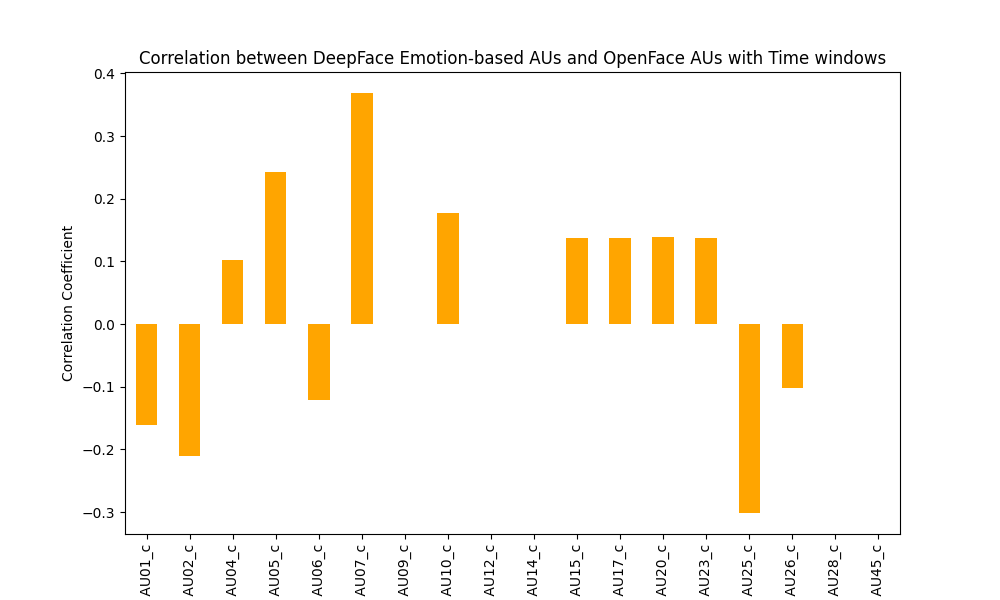 Correlation between DeepFace Emotion-based AUs and OpenFace AUs with Time windows
Correlation Coefficient
0.4
0.3
0.2
0.1
0.0
−0.1
−0.2
−0.3
AU01_c
AU02_c
AU04_c
AU05_c
AU06_c
AU07_c
AU09_c
AU10_c
AU12_c
AU14_c
AU15_c
AU17_c
AU20_c
AU23_c
AU25_c
AU26_c
AU28_c
AU45_c